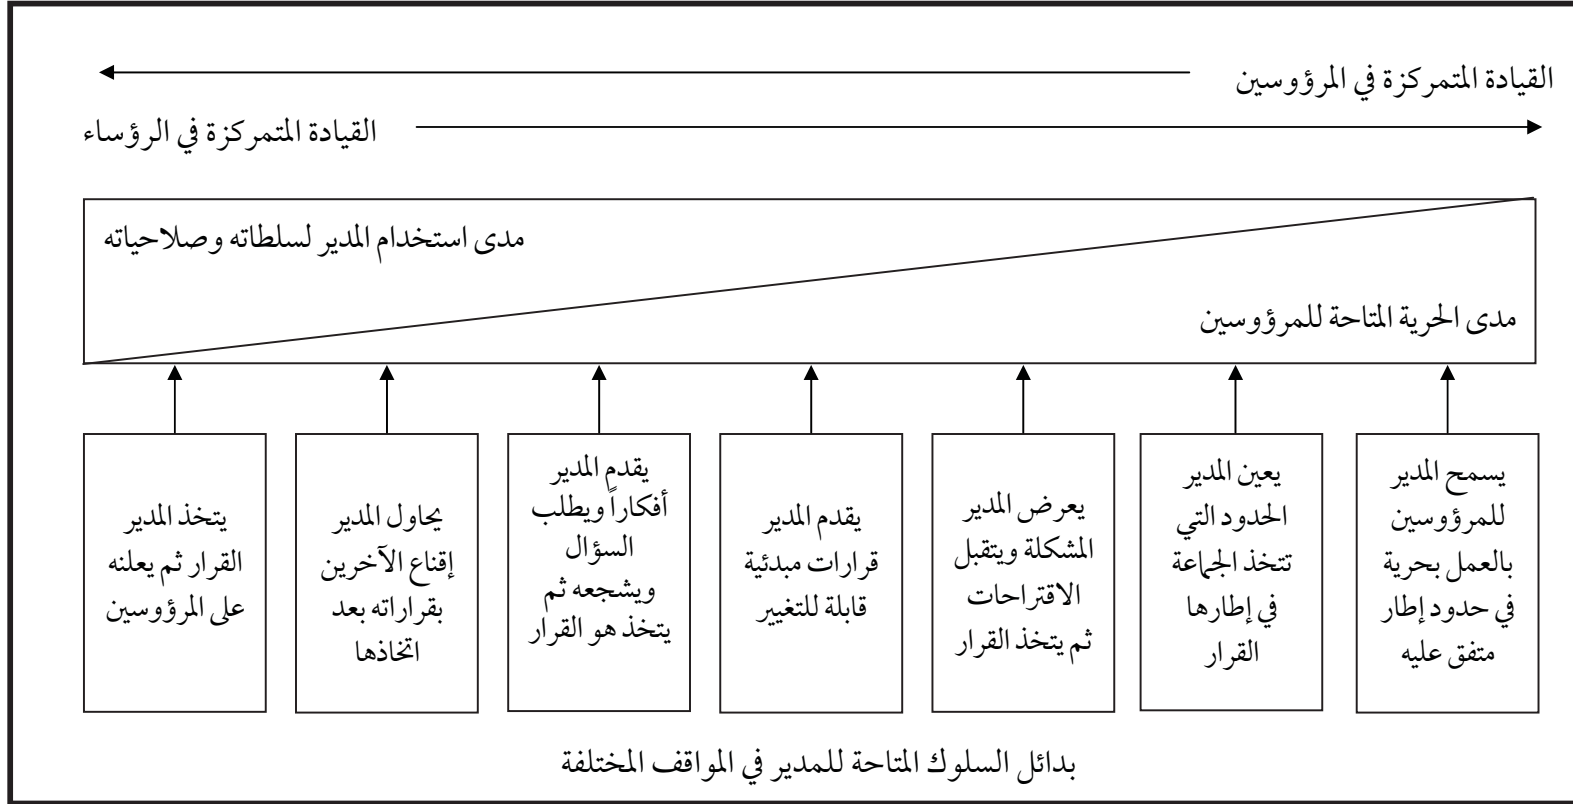 القيادة المتمركزة في المرؤوسين
القيادة المتمركزة في الرؤساء
مدى استخدام المدير لسلطاته وصلاحياته
مدى الحرية المتاحة للمرؤوسين
يسمح المدير
للمرؤوسين
بالعمل بحرية
في حدود إطار
متفق عليه
يعين المدير
الحدود التي
تتخذ الجماعة
في إطارها
القرار
يعرض المدير
المشكلة ويتقبل
الاقتراحات
ثم يتخذ القرار
يقدم المدير
قرارات مبدئية
قابلة للتغيير
يقدم المدير
أفكاراً ويطلب
السؤال
ويشجعه ثم
يتخذ هو القرار
يحاول المدير
إقناع الآخرين
بقراراته بعد
اتخاذها
يتخذ المدير
القرار ثم يعلنه
على المرؤوسين
بدائل السلوك المتاحة للمدير في المواقف المختلفة